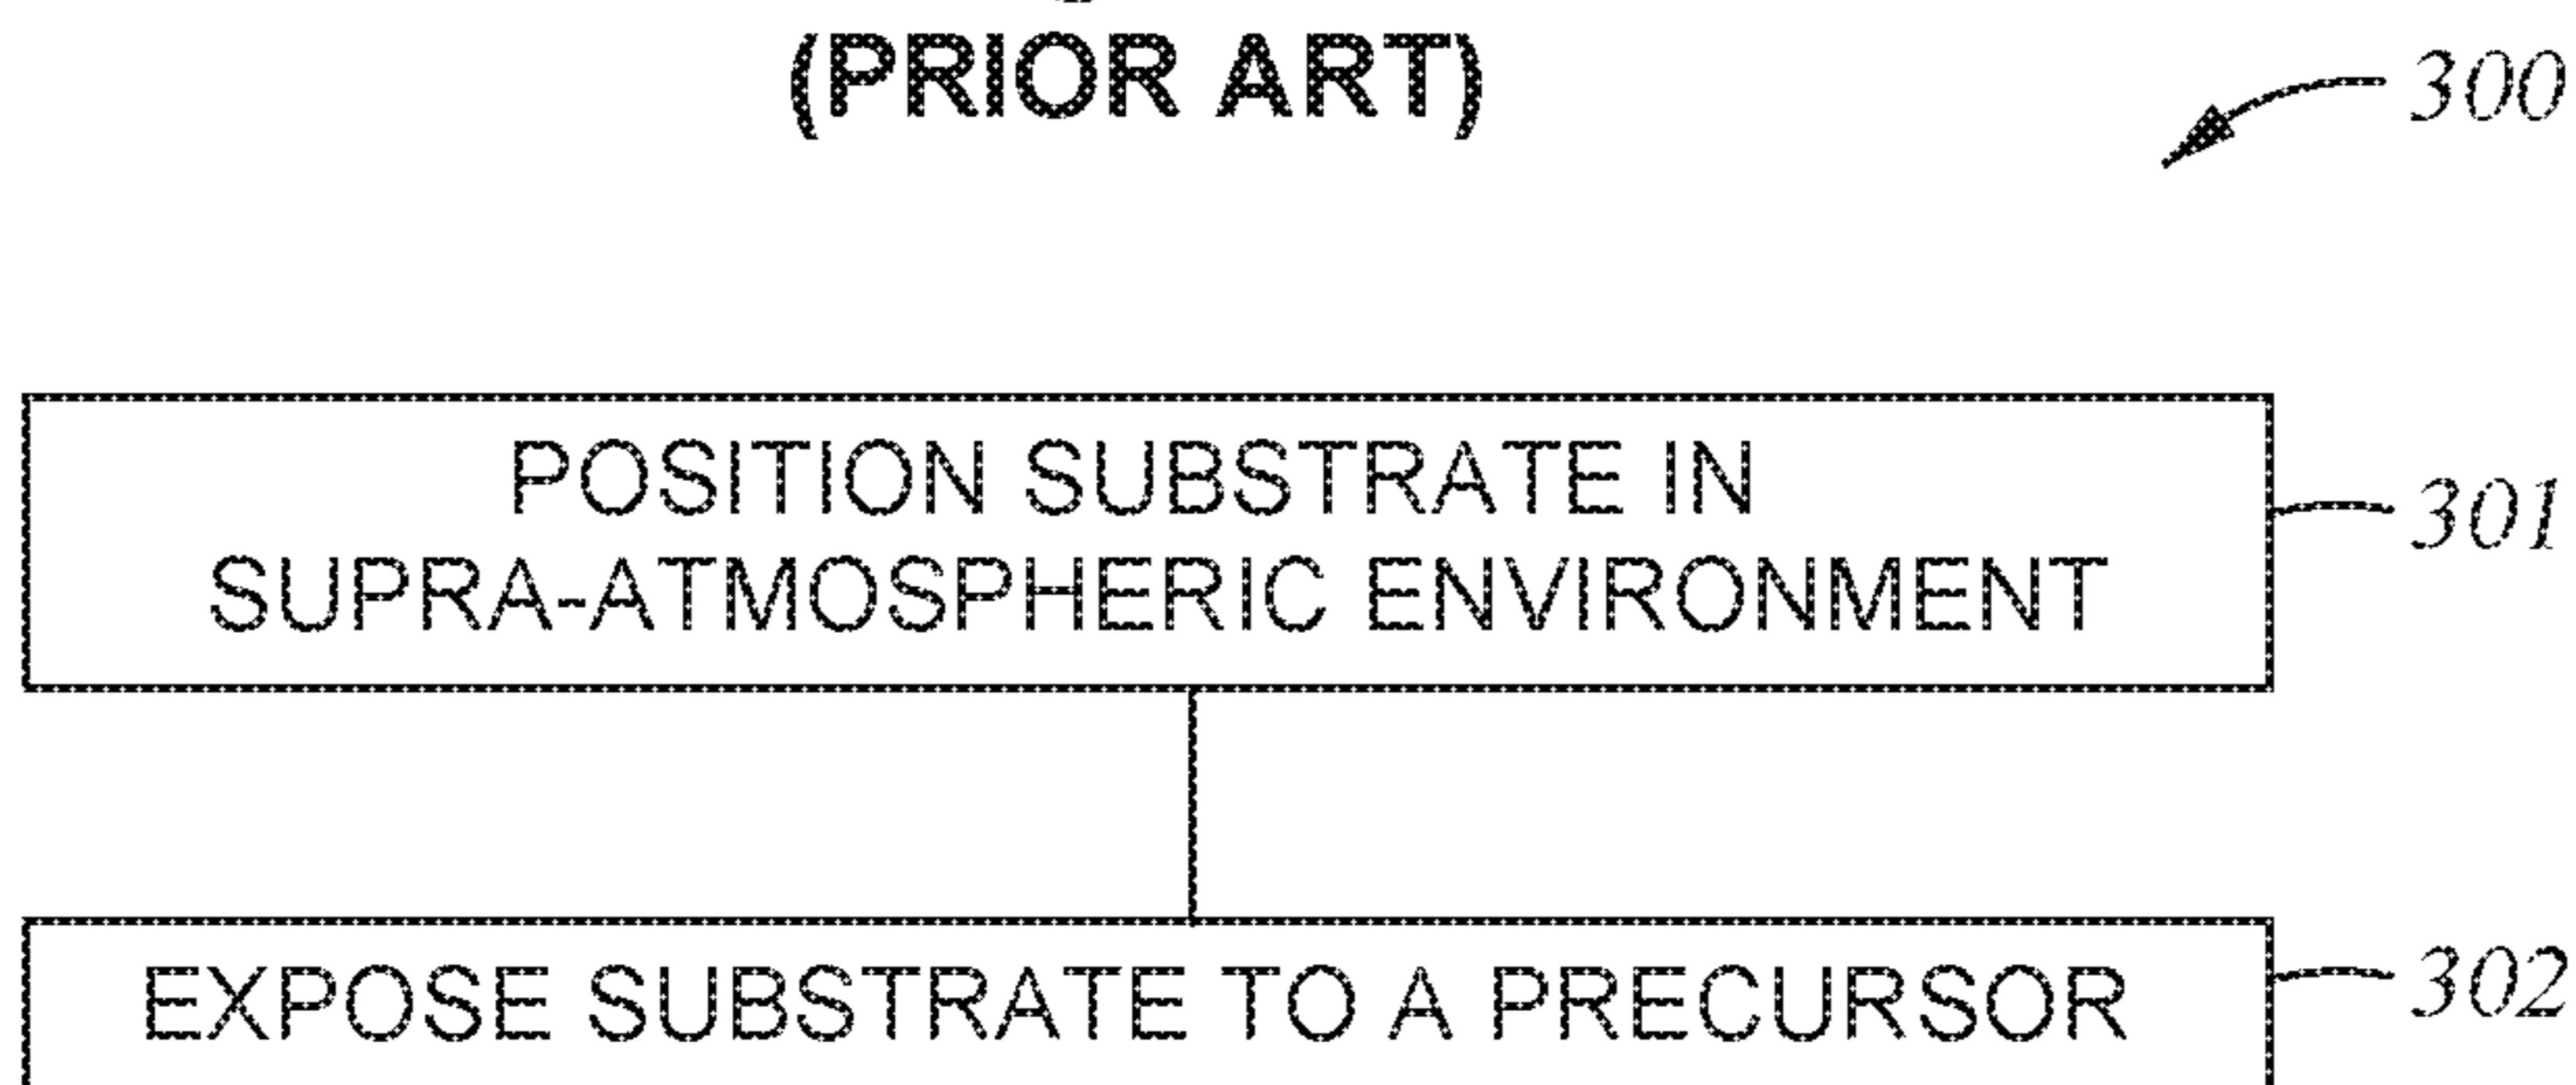 (PRIOR ART)
300
POSITION SUBSTRATE IN
SUPRA-ATMOSPHERIC ENVIRONMENT
301
EXPOSE SUBSTRATE TO A PRECURSOR
302